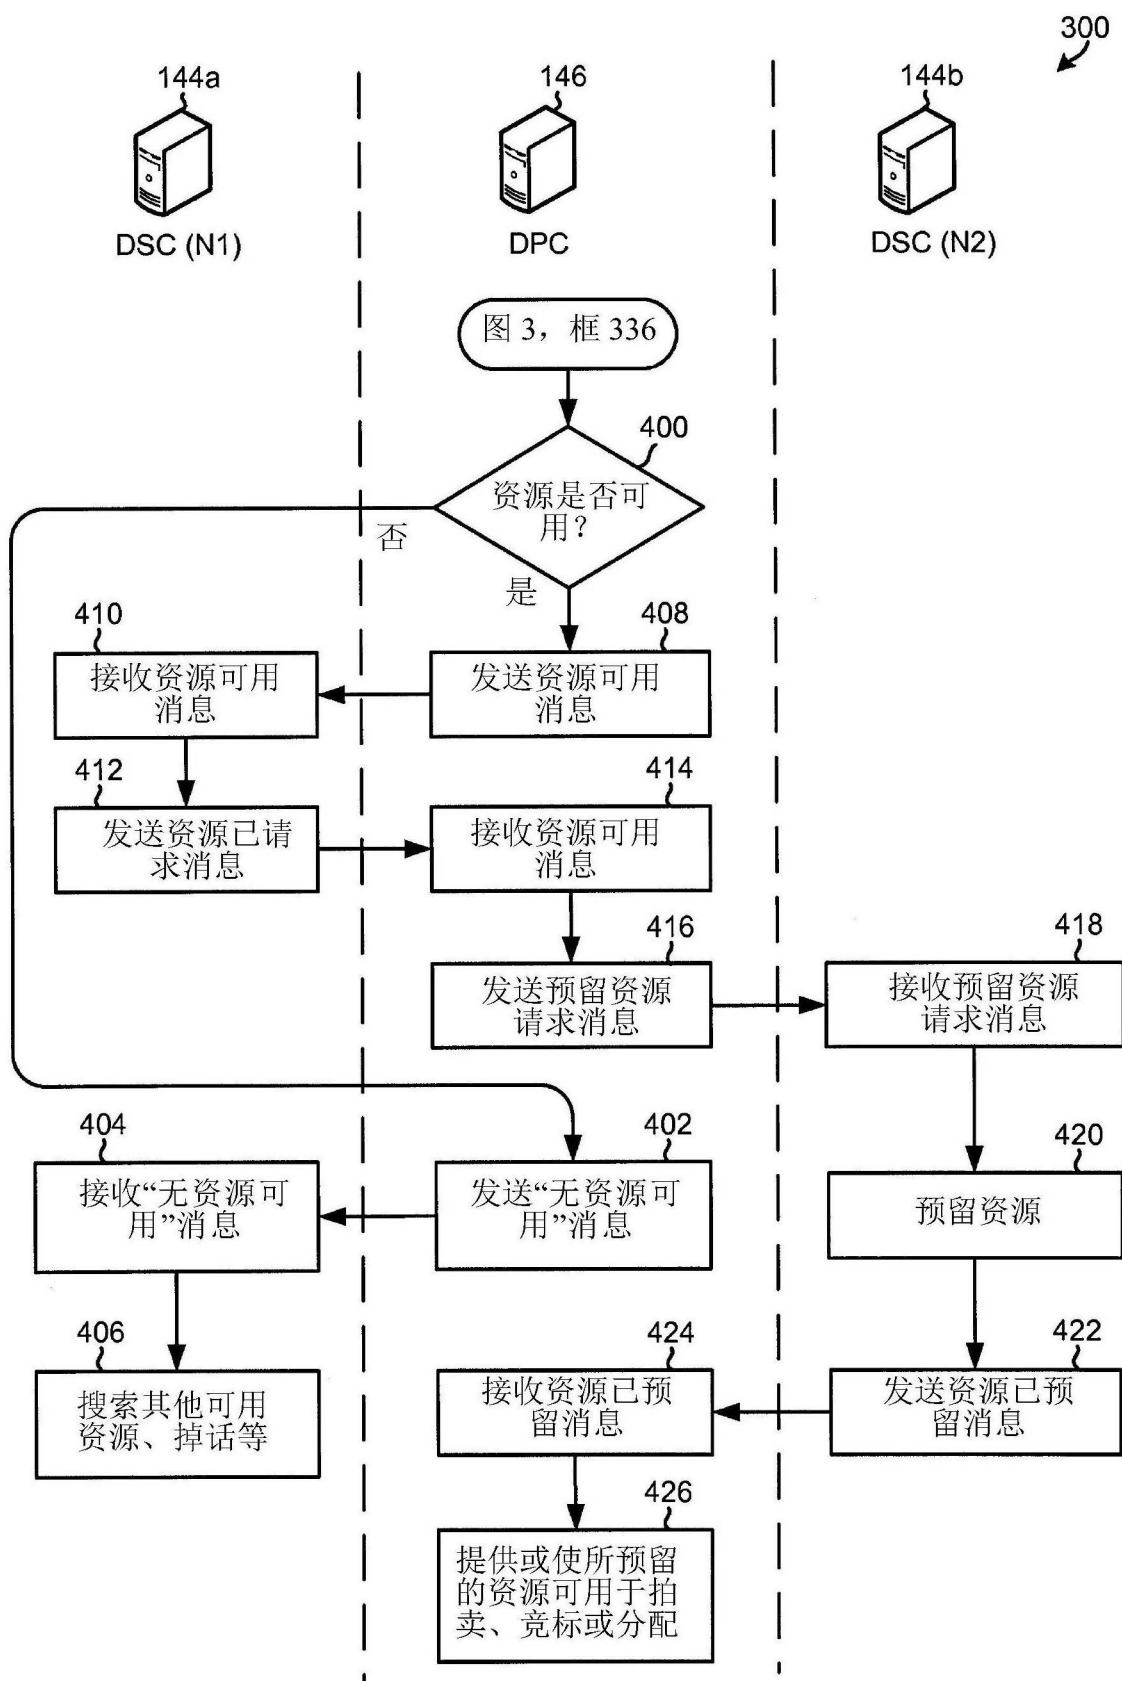 300
144a
146
144b
DSC (N1)
DPC
DSC (N2)
图 3，框 336
400
资源是否可
用？
否
是
410
接收资源可用
消息
408
发送资源可用
消息
412
发送资源已请
求消息
414
接收资源可用
消息
416
发送预留资源
请求消息
418
接收预留资源
请求消息
404
接收“无资源可
用”消息
402
发送“无资源可
用”消息
420
预留资源
406
搜索其他可用
资源、掉话等
424
接收资源已预
留消息
422
发送资源已预
留消息
426
提供或使所预留
的资源可用于拍
卖、竞标或分配